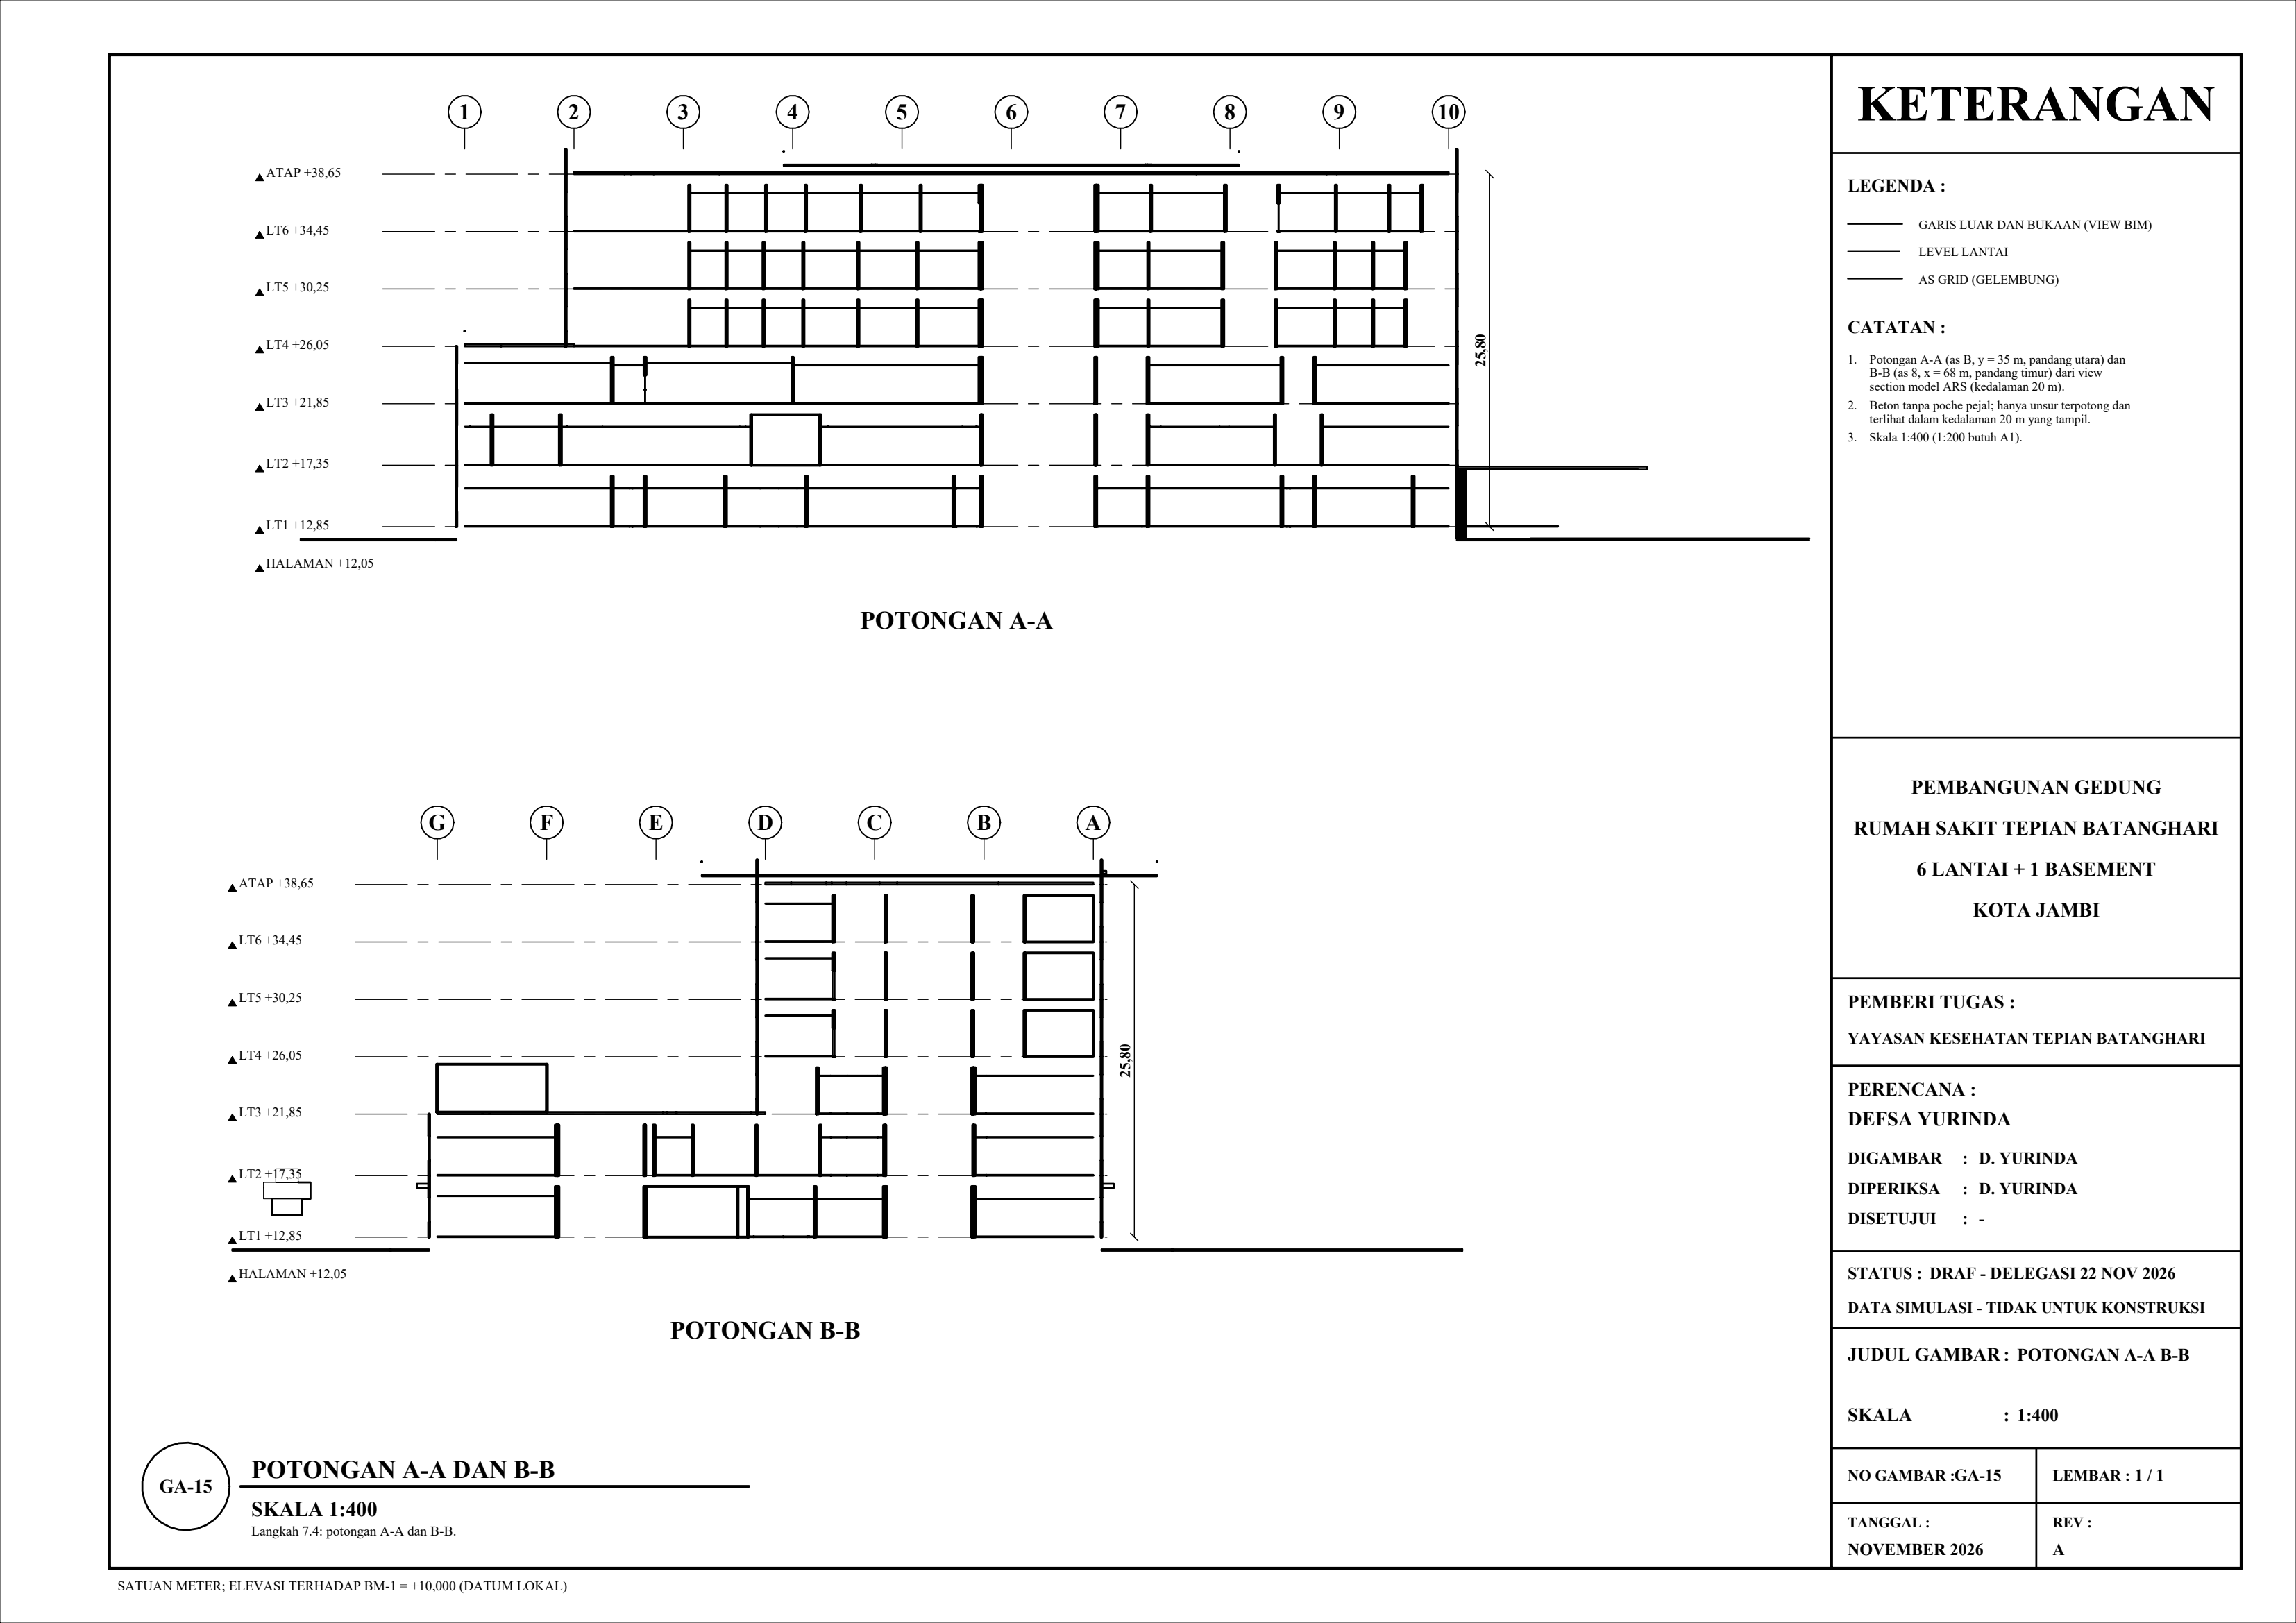 1 2 3 4 5 6 7 8 9 10
ATAP +38,65
LT6 +34,45
LT5 +30,25
LT4 +26,05
LT3 +21,85
LT2 +17,35
LT1 +12,85
HALAMAN +12,05
25,80
POTONGAN A-A
G F E D C B A
ATAP +38,65
LT6 +34,45
LT5 +30,25
LT4 +26,05
LT3 +21,85
LT2 +17,35
LT1 +12,85
HALAMAN +12,05
25,80
POTONGAN B-B
GA-15
POTONGAN A-A DAN B-B
SKALA 1:400
Langkah 7.4: potongan A-A dan B-B.
SATUAN METER; ELEVASI TERHADAP BM-1 = +10,000 (DATUM LOKAL)
KETERANGAN
LEGENDA :
GARIS LUAR DAN BUKAAN (VIEW BIM)
LEVEL LANTAI
AS GRID (GELEMBUNG)
CATATAN :
1. Potongan A-A (as B, y = 35 m, pandang utara) dan
B-B (as 8, x = 68 m, pandang timur) dari view
section model ARS (kedalaman 20 m).
2. Beton tanpa poche pejal; hanya unsur terpotong dan
terlihat dalam kedalaman 20 m yang tampil.
3. Skala 1:400 (1:200 butuh A1).
PEMBANGUNAN GEDUNG
RUMAH SAKIT TEPIAN BATANGHARI
6 LANTAI + 1 BASEMENT
KOTA JAMBI
PEMBERI TUGAS :
YAYASAN KESEHATAN TEPIAN BATANGHARI
PERENCANA :
DEFSA YURINDA
DIGAMBAR : D. YURINDA
DIPERIKSA : D. YURINDA
DISETUJUI : -
STATUS : DRAF - DELEGASI 22 NOV 2026
DATA SIMULASI - TIDAK UNTUK KONSTRUKSI
JUDUL GAMBAR : POTONGAN A-A B-B
SKALA : 1:400
NO GAMBAR :GA-15
LEMBAR : 1 / 1
TANGGAL :
NOVEMBER 2026
REV :
A